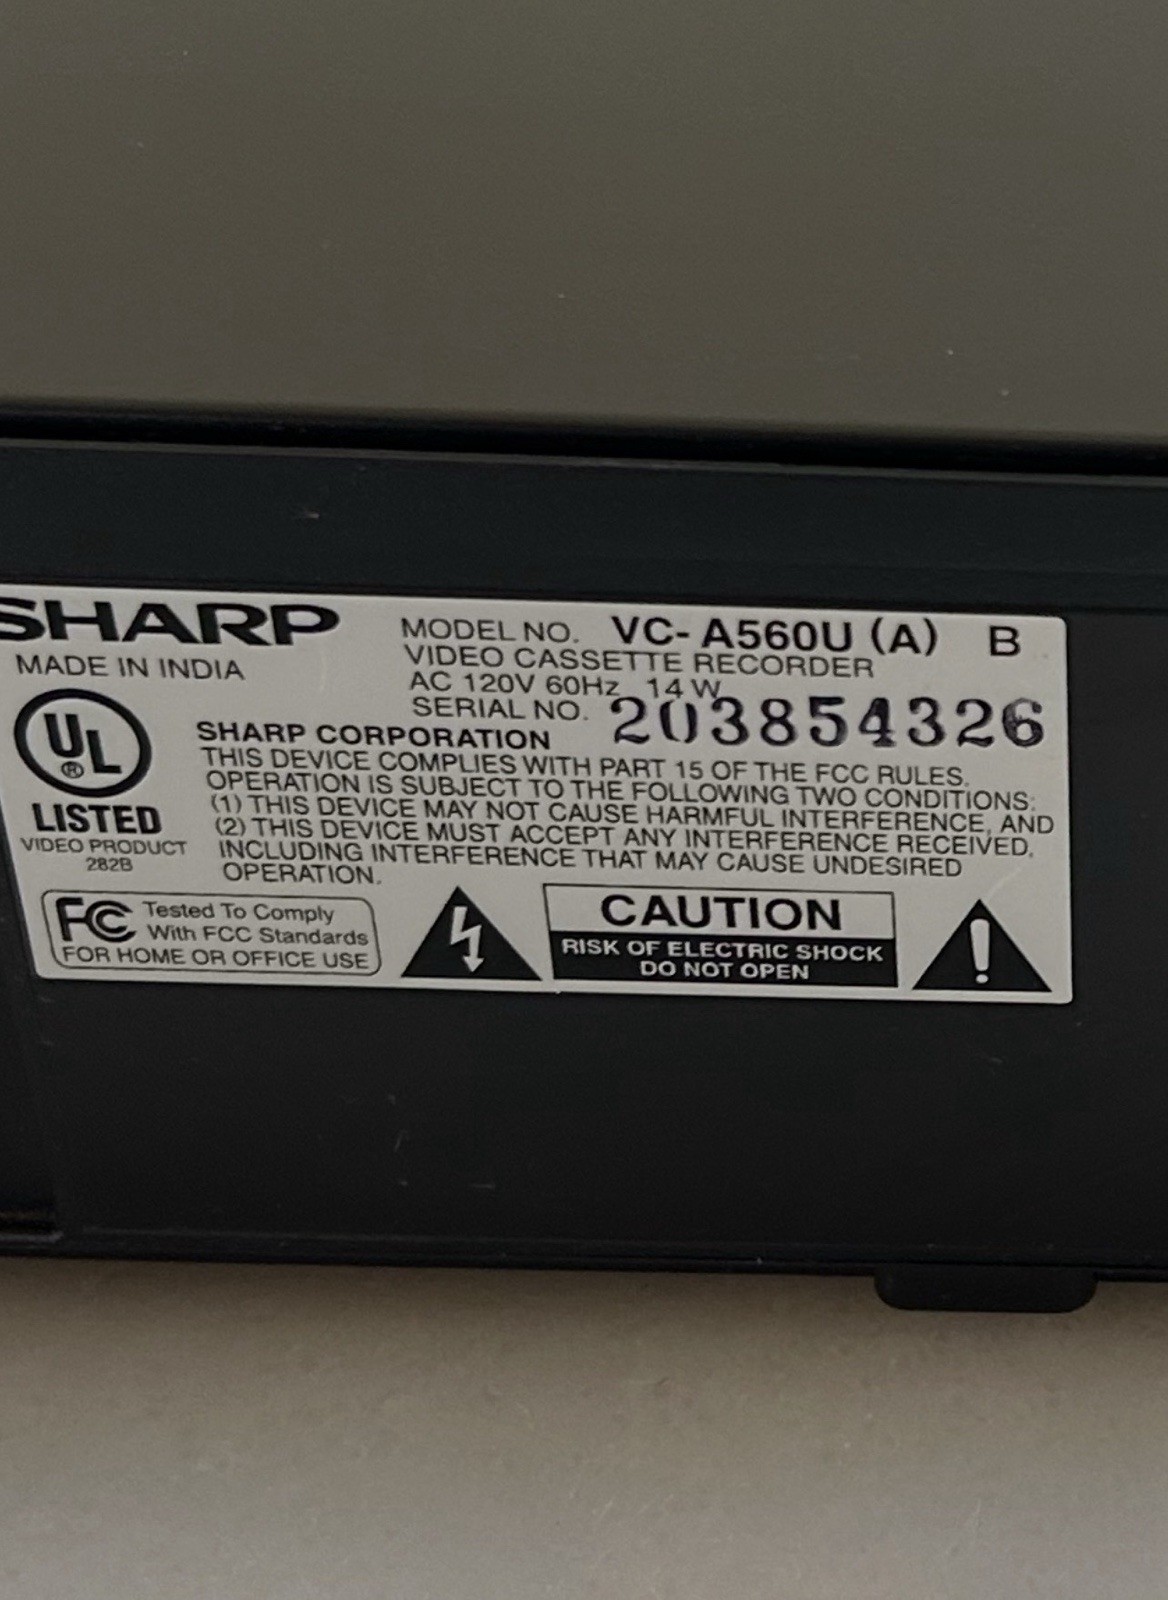 SHARP
MADE IN INDIA
MODEL NO. VC-A560U (A) B
VIDEO CASSETTE RECORDER
AC 120V 60Hz 14 W
SERIAL NO. 203854326
UL
®
LISTED
VIDEO PRODUCT
282B
SHARP CORPORATION
THIS DEVICE COMPLIES WITH PART 15 OF THE FCC RULES.
OPERATION IS SUBJECT TO THE FOLLOWING TWO CONDITIONS:
(1) THIS DEVICE MAY NOT CAUSE HARMFUL INTERFERENCE, AND
(2) THIS DEVICE MUST ACCEPT ANY INTERFERENCE RECEIVED,
INCLUDING INTERFERENCE THAT MAY CAUSE UNDESIRED
OPERATION.
FC Tested To Comply
With FCC Standards
FOR HOME OR OFFICE USE
CAUTION
RISK OF ELECTRIC SHOCK
DO NOT OPEN
!